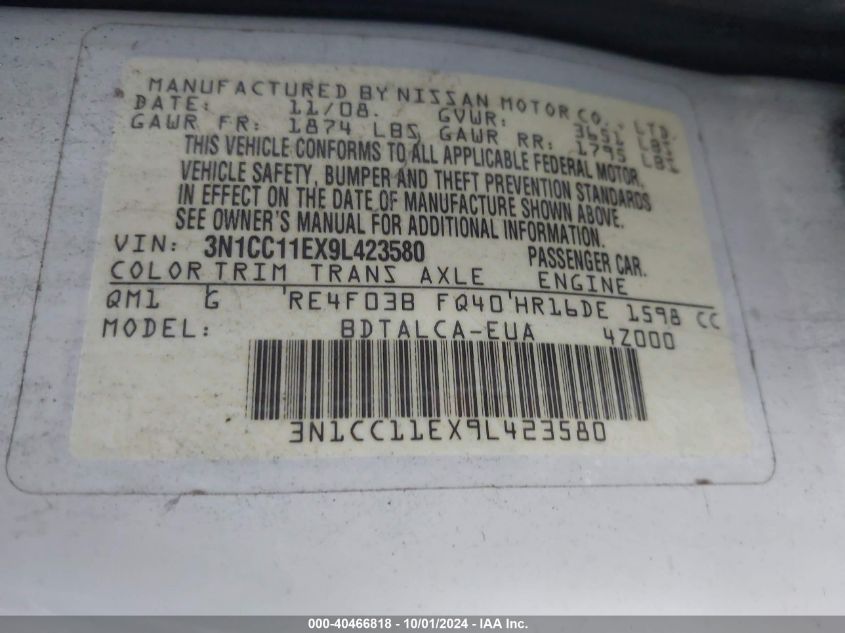 MANUFACTURED BY NISSAN MOTOR CO., LTD.
DATE: 11/08. GVWR: LBS
GAWR FR: 1874 LBS, GAWR RR: 1795 LBS
THIS VEHICLE CONFORMS TO ALL APPLICABLE FEDERAL MOTOR
VEHICLE SAFETY, BUMPER AND THEFT PREVENTION STANDARDS
IN EFFECT ON THE DATE OF MANUFACTURE SHOWN ABOVE.
SEE OWNER'S MANUAL FOR ADDITIONAL INFORMATION.
VIN: 3N1CC11EX9L423580 PASSENGER CAR.
COLOR TRIM TRANS AXLE ENGINE
QM1 G RE4F03B FQ40 HR16DE 1598 CC
MODEL: BDTALCA-EUA 4Z000
3N1CC11EX9L423580
000-40466818 - 10/01/2024 - IAA Inc.